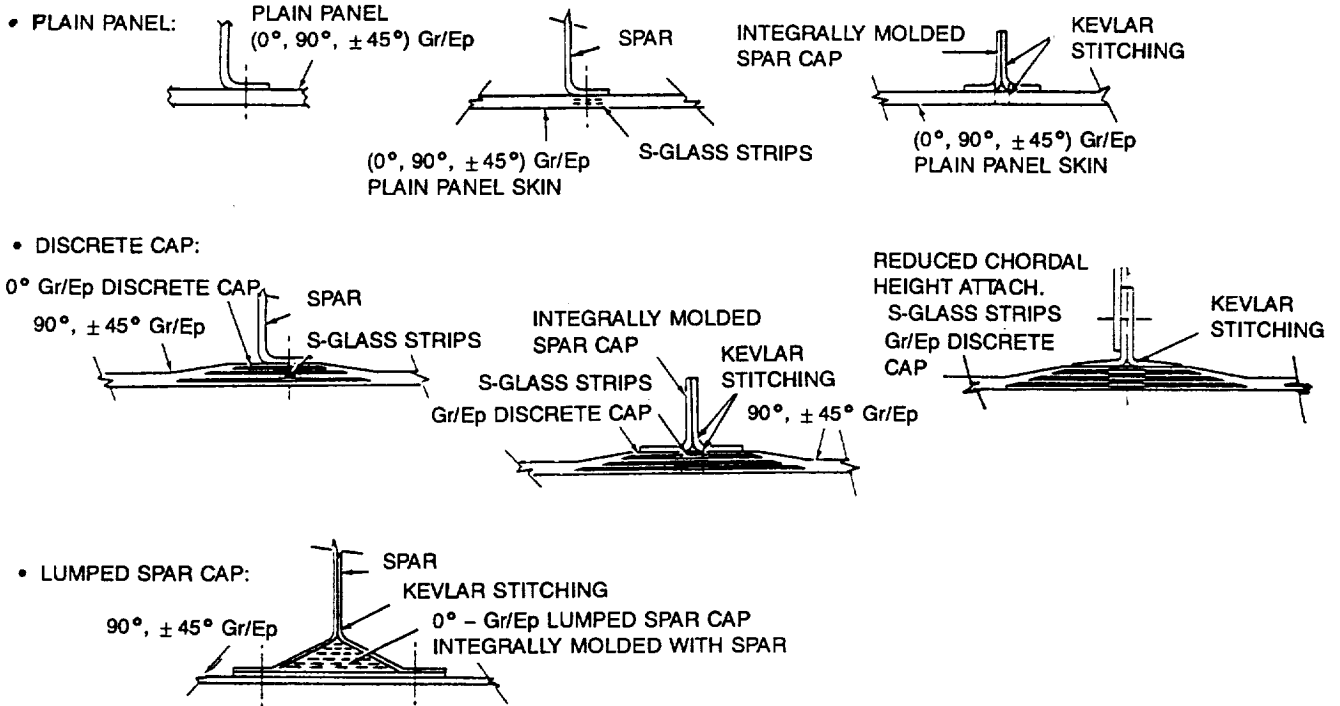 • PLAIN PANEL:
PLAIN PANEL
(0°, 90°, ± 45°) Gr/Ep
SPAR
(0°, 90°, ± 45°) Gr/Ep
PLAIN PANEL SKIN
S-GLASS STRIPS
INTEGRALLY MOLDED
SPAR CAP
KEVLAR
STITCHING
(0°, 90°, ± 45°) Gr/Ep
PLAIN PANEL SKIN
• DISCRETE CAP:
0° Gr/Ep DISCRETE CAP
90°, ± 45° Gr/Ep
SPAR
S-GLASS STRIPS
INTEGRALLY MOLDED
SPAR CAP
KEVLAR
STITCHING
S-GLASS STRIPS
Gr/Ep DISCRETE CAP
90°, ± 45° Gr/Ep
REDUCED CHORDAL
HEIGHT ATTACH.
S-GLASS STRIPS
Gr/Ep DISCRETE
CAP
KEVLAR
STITCHING
• LUMPED SPAR CAP:
90°, ± 45° Gr/Ep
SPAR
KEVLAR STITCHING
0° – Gr/Ep LUMPED SPAR CAP
INTEGRALLY MOLDED WITH SPAR